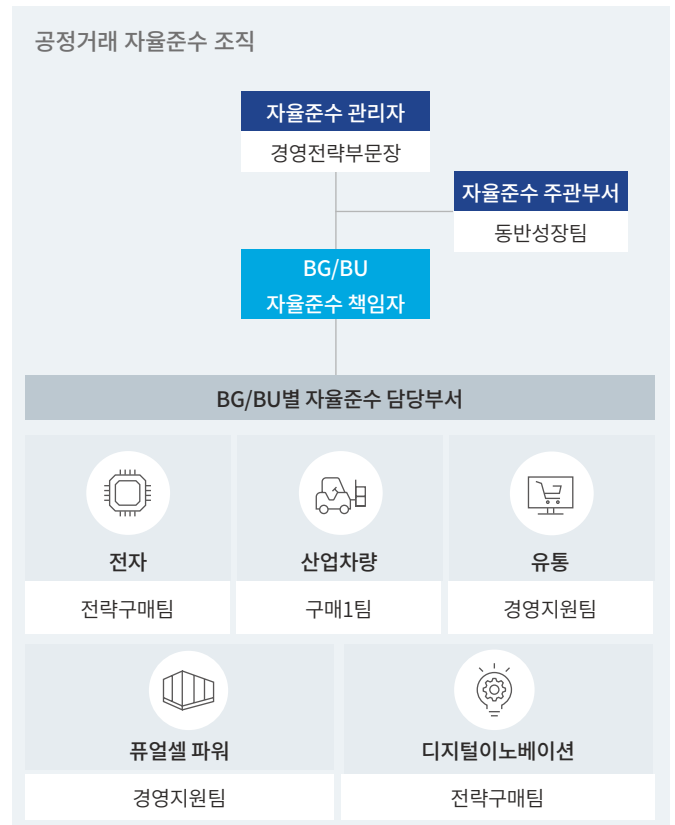 공정거래 자율준수 조직
자율준수 관리자
경영전략부문장
자율준수 주관부서
동반성장팀
BG/BU
자율준수 책임자
BG/BU별 자율준수 담당부서
전자
산업차량
유통
전략구매팀
구매1팀
경영지원팀
퓨얼셀 파워
디지털이노베이션
경영지원팀
전략구매팀